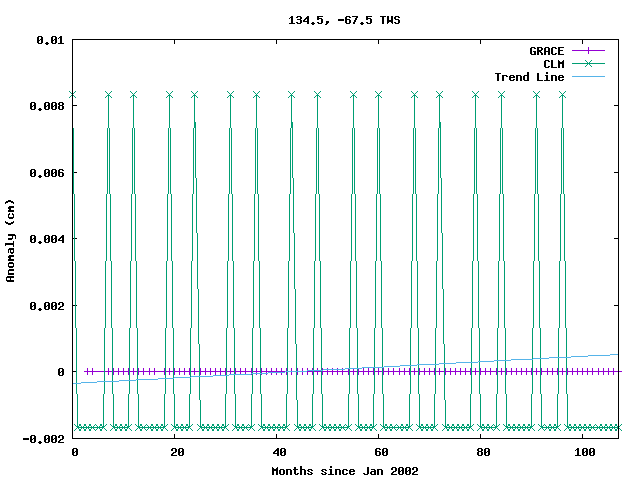 134.5, -67.5 TWS
GRACE
CLM
Trend Line
0.01
0.008
0.006
0.004
0.002
0
-0.002
Anomaly (cm)
0 20 40 60 80 100
Months since Jan 2002